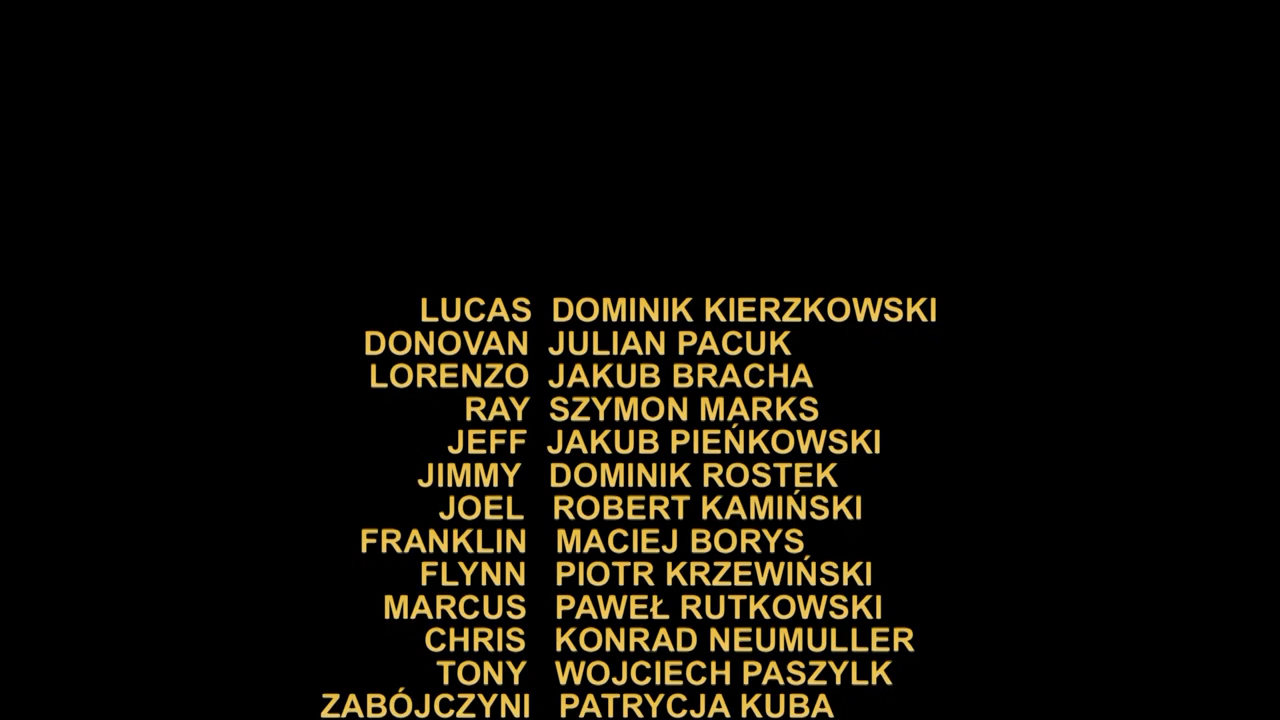 LUCAS DOMINIK KIERZKOWSKI
DONOVAN JULIAN PACUK
LORENZO JAKUB BRACHA
RAY SZYMON MARKS
JEFF JAKUB PIEŃKOWSKI
JIMMY DOMINIK ROSTEK
JOEL ROBERT KAMIŃSKI
FRANKLIN MACIEJ BORYS
FLYNN PIOTR KRZEWIŃSKI
MARCUS PAWEŁ RUTKOWSKI
CHRIS KONRAD NEUMULLER
TONY WOJCIECH PASZYLK
ZABÓJCZYNI PATRYCJA KUBA